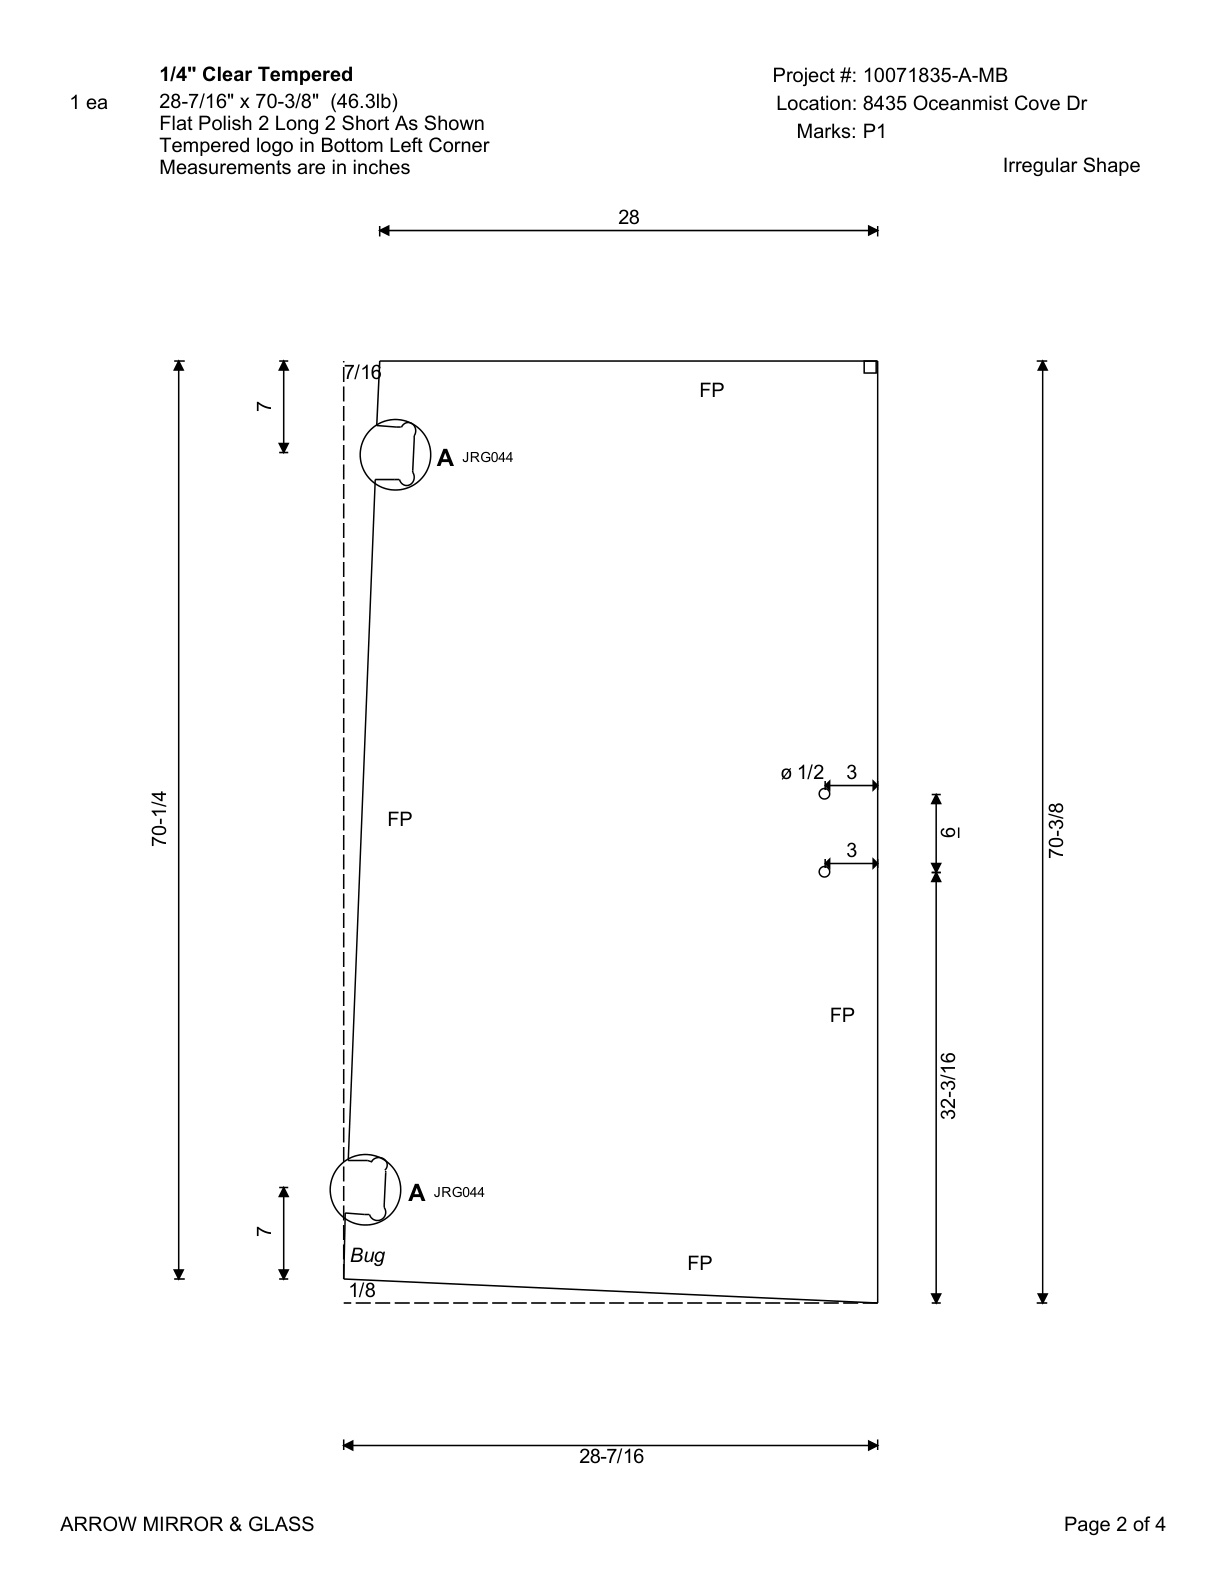 1/4" Clear Tempered
Project #: 10071835-A-MB
1 ea
28-7/16" x 70-3/8" (46.3lb)
Location: 8435 Oceanmist Cove Dr
Flat Polish 2 Long 2 Short As Shown
Marks: P1
Tempered logo in Bottom Left Corner
Measurements are in inches
Irregular Shape
28
7/16
FP
7
A JRG044
ø 1/2
3
70-1/4
FP
6
70-3/8
3
FP
32-3/16
A JRG044
7
Bug
FP
1/8
28-7/16
ARROW MIRROR & GLASS
Page 2 of 4